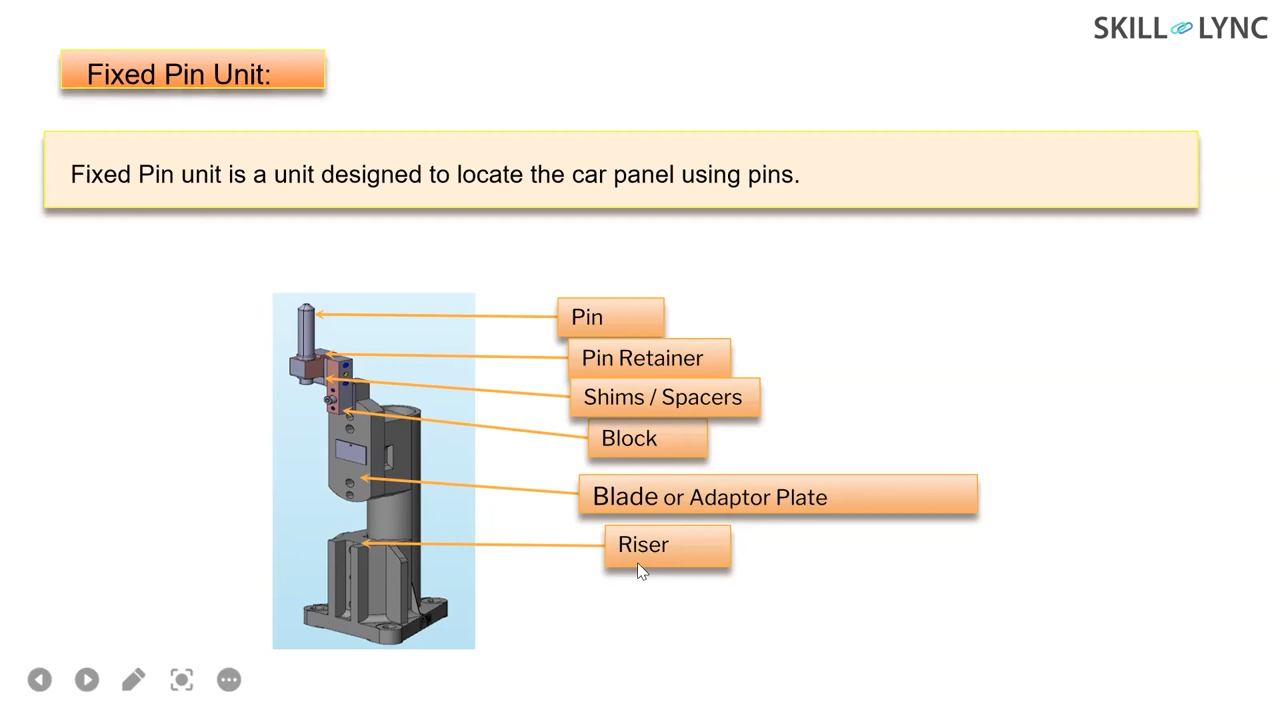 SKILL LYNC
Fixed Pin Unit:
Fixed Pin unit is a unit designed to locate the car panel using pins.
Pin
Pin Retainer
Shims / Spacers
Block
Blade or Adaptor Plate
Riser